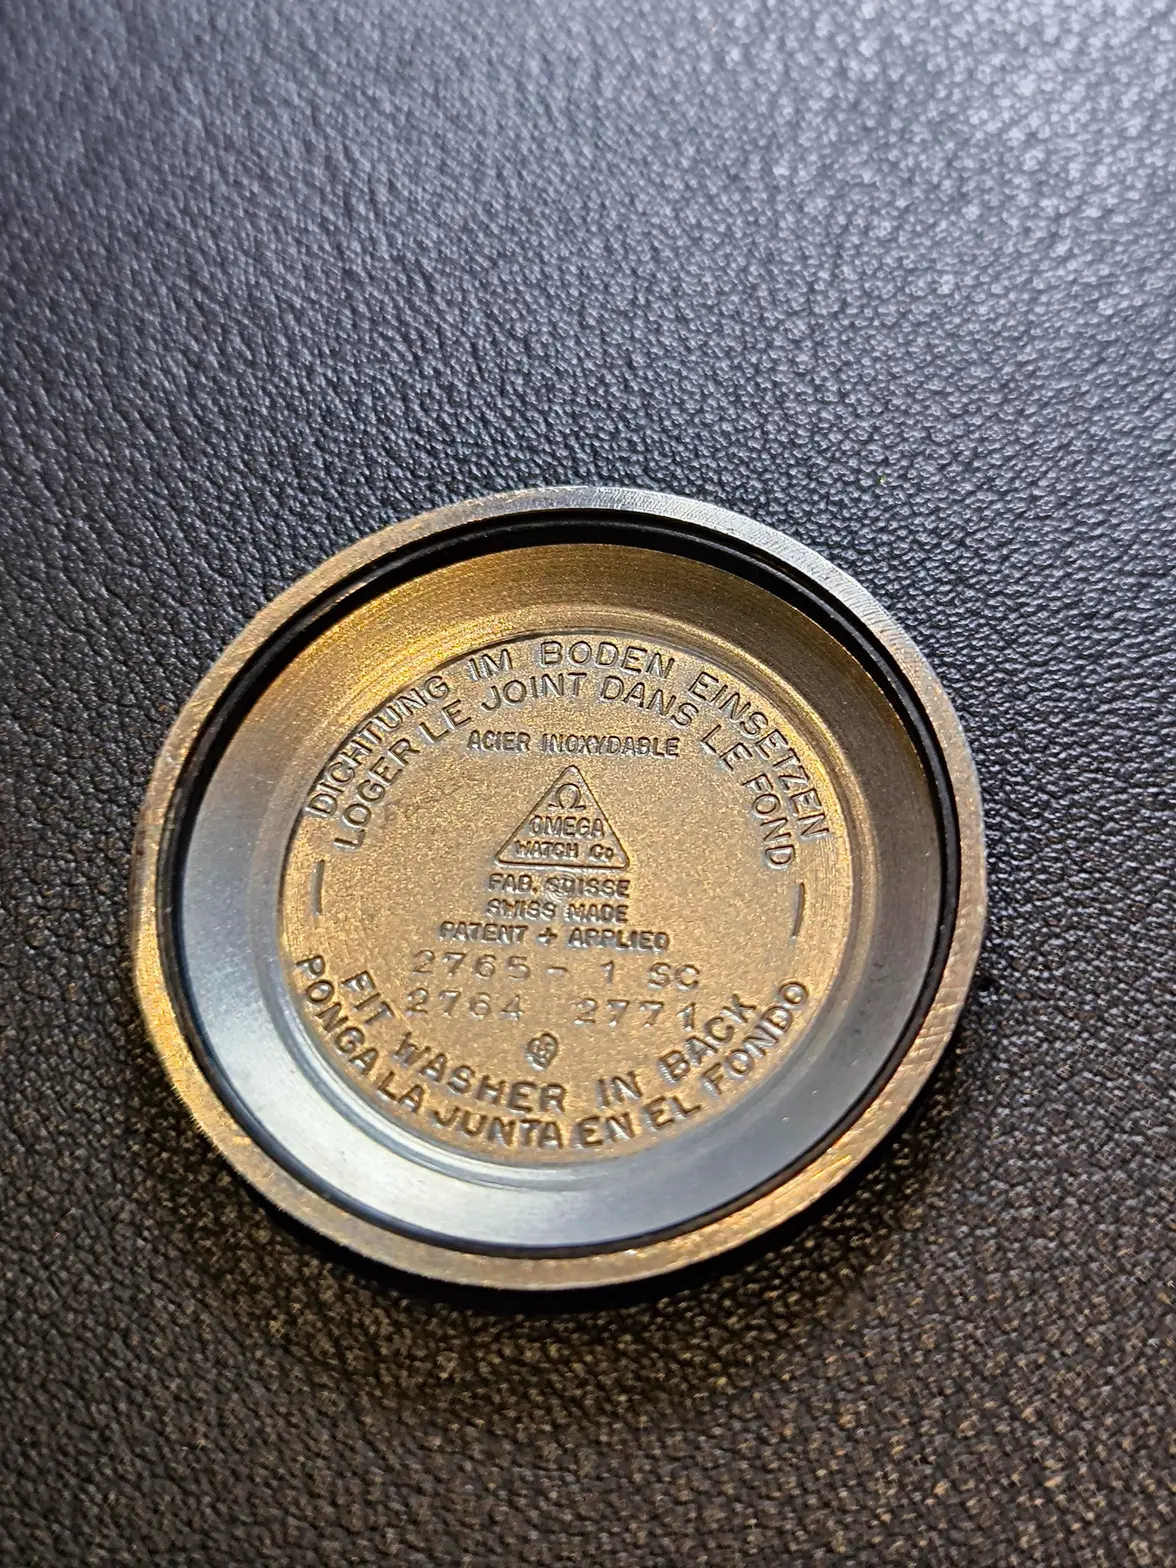 DICHTUNG IM BODEN EINSETZEN
LOGER LE JOINT DANS LE FOND
ACIER INOXYDABLE
Ω
OMEGA
WATCH Co
FAB. SUISSE
SWISS MADE
PATENT + APPLIED
2765 - 1 SC
2764 2771
FIT WASHER IN BACK
PONGA LA JUNTA EN EL FONDO